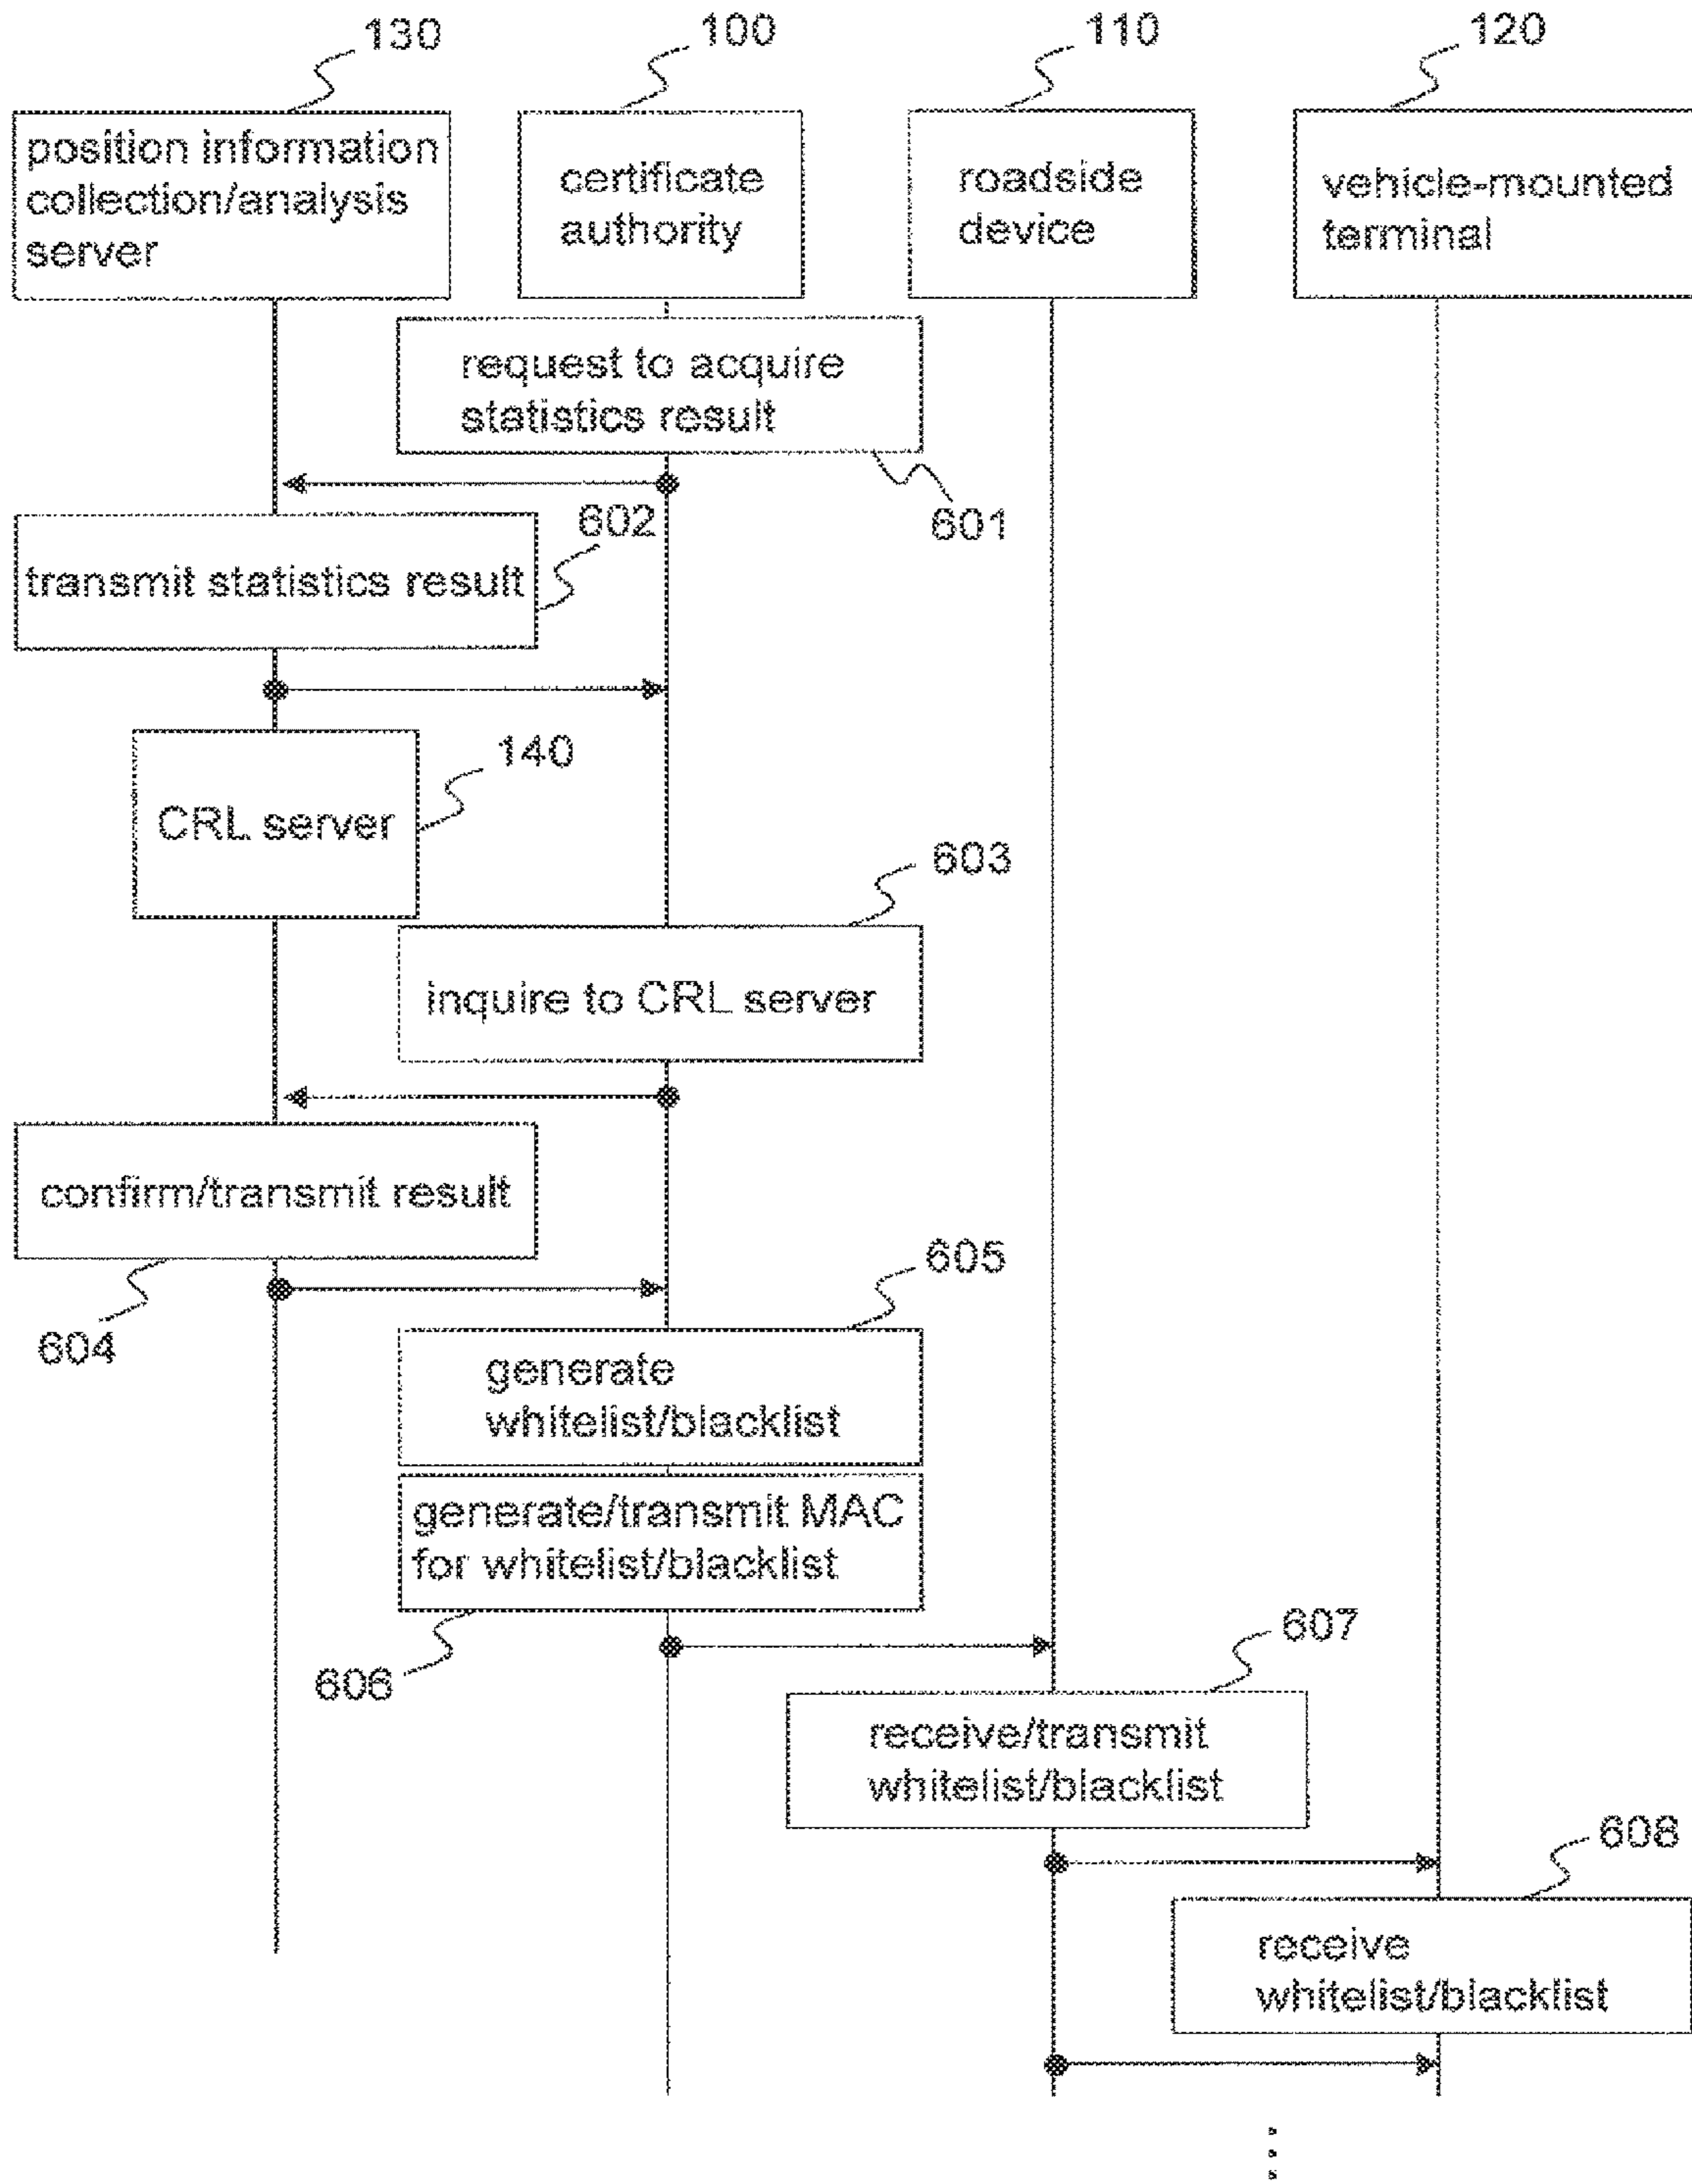 130
100
110
120
position information
collection/analysis
server
certificate
authority
roadside
device
vehicle-mounted
terminal
request to acquire
statistics result
601
602
transmit statistics result
140
CRL server
603
inquire to CRL server
confirm/transmit result
604
605
generate
whitelist/blacklist
generate/transmit MAC
for whitelist/blacklist
606
607
receive/transmit
whitelist/blacklist
608
receive
whitelist/blacklist